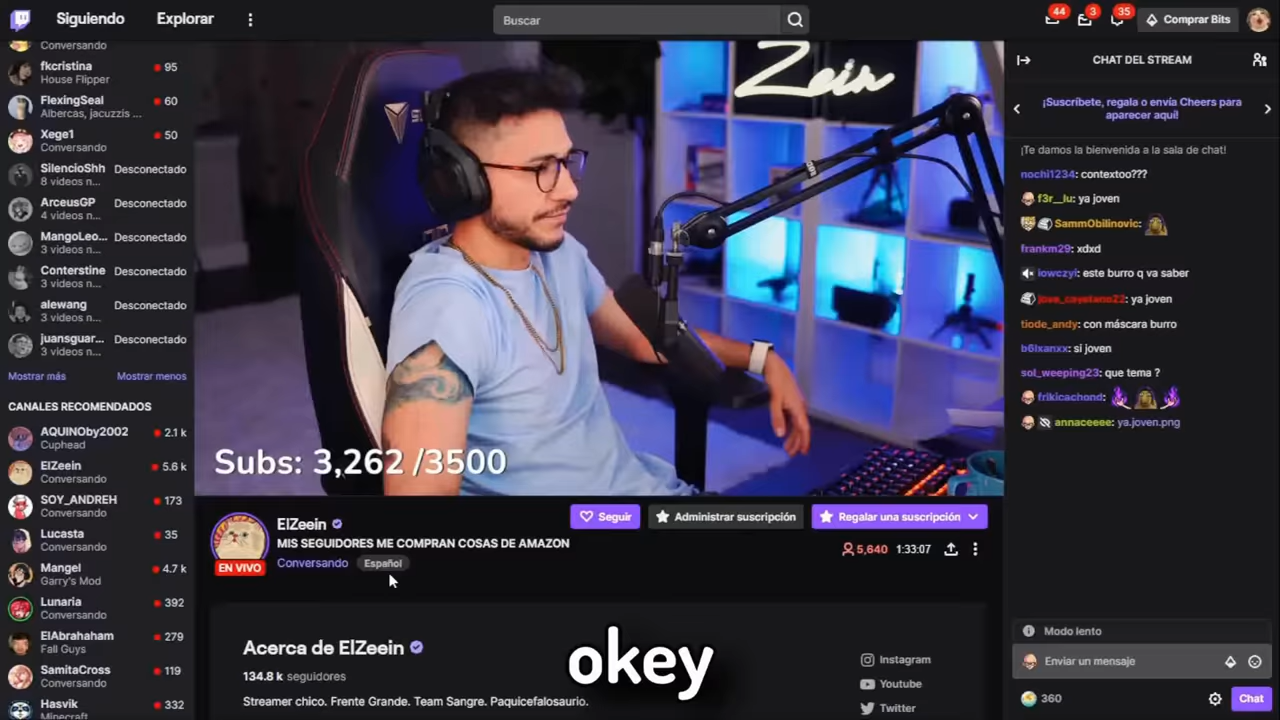 Siguiendo
Explorar
Buscar
44
3
35
Comprar Bits
Conversando
fkcristina
95
House Flipper
FlexingSeal
60
Albercas, jacuzzis ...
Xege1
50
Conversando
SilencioShh
Desconectado
8 videos n...
ArceusGP
Desconectado
4 videos n...
MangoLeo...
Desconectado
3 videos n...
Conterstine
Desconectado
3 videos n...
alewang
Desconectado
3 videos n...
juansguar...
Desconectado
3 videos n...
Mostrar más
Mostrar menos
CANALES RECOMENDADOS
AQUINOby2002
2.1 k
Cuphead
ElZeein
5.6 k
Conversando
SOY_ANDREH
173
Conversando
Lucasta
35
Conversando
Mangel
4.7 k
Garry's Mod
Lunaria
392
Conversando
ElAbrahaham
279
Fall Guys
SamitaCross
119
Conversando
Hasvik
332
Minecraft
Zein
Subs: 3,262 /3500
ElZeein
Seguir
Administrar suscripción
Regalar una suscripción
MIS SEGUIDORES ME COMPRAN COSAS DE AMAZON
5,640
1:33:07
EN VIVO
Conversando
Español
Acerca de ElZeein
134.8 k seguidores
Streamer chico. Frente Grande. Team Sangre. Paquicefalosaurio.
okey
Instagram
Youtube
Twitter
CHAT DEL STREAM
¡Suscríbete, regala o envía Cheers para
aparecer aquí!
¡Te damos la bienvenida a la sala de chat!
nochi1234: contextoo???
f3r__lu: ya joven
SammObilinovic:
frankm29: xdxd
iowczyi: este burro q va saber
jose_cayetano22: ya joven
tiode_andy: con máscara burro
b6lxanxx: si joven
sol_weeping23: que tema ?
frikicachond:
annaceeee: ya.joven.png
Modo lento
Enviar un mensaje
360
Chat